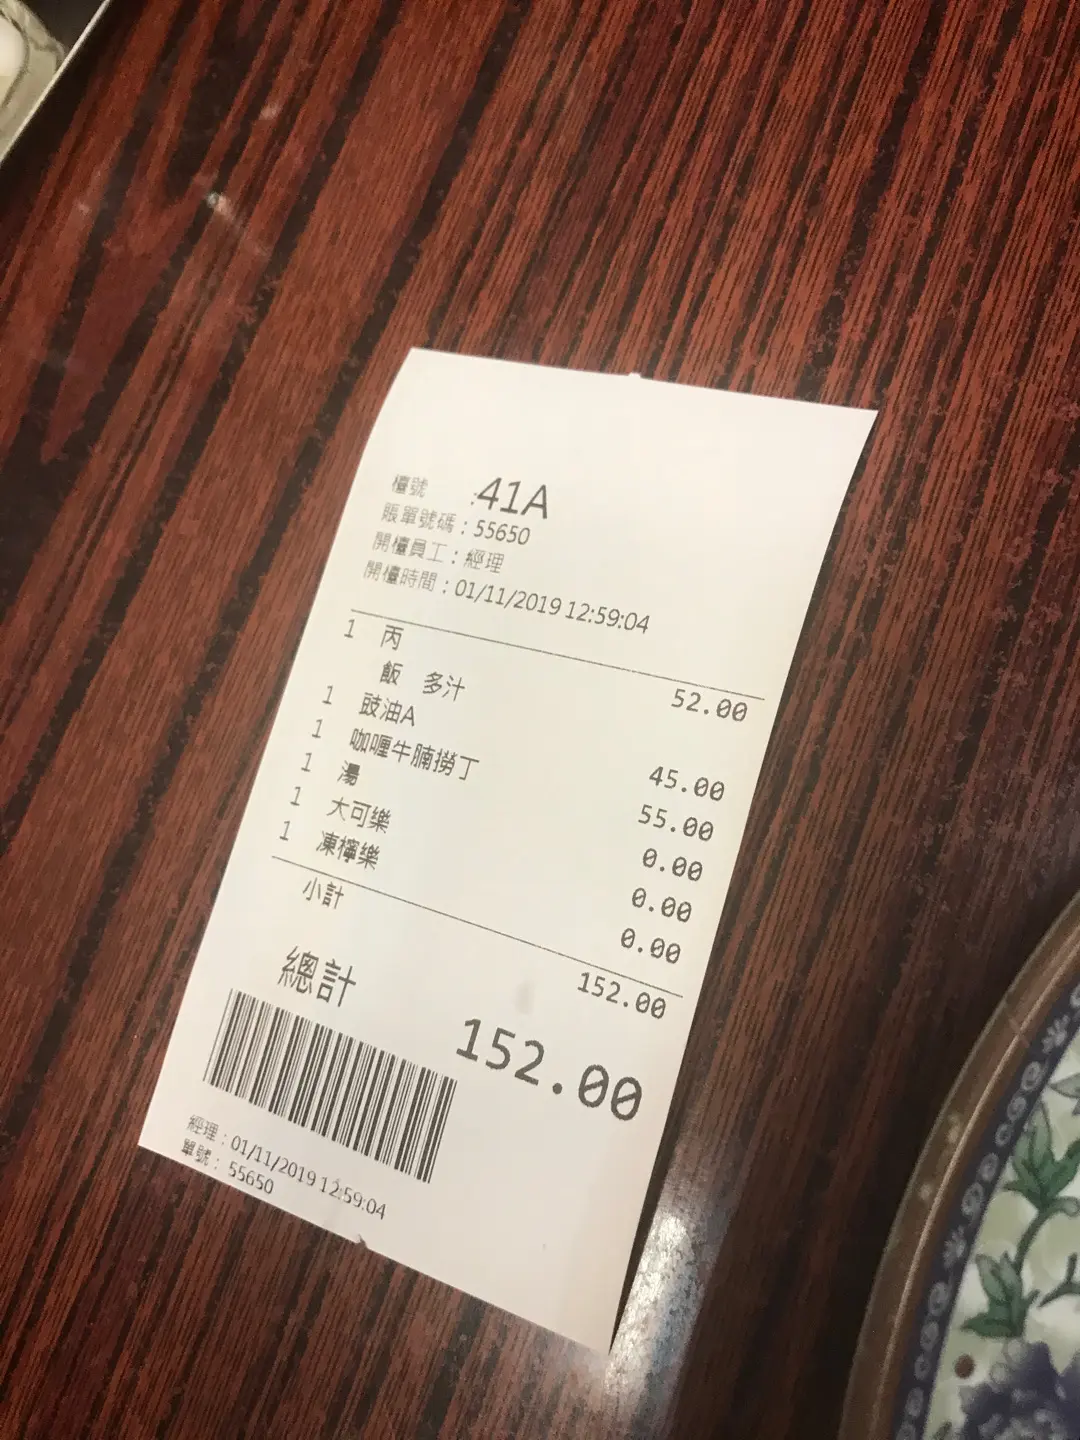 檯號 :41A
賬單號碼：55650
開檯員工：經理
開檯時間：01/11/2019 12:59:04
1 丙 52.00
飯 多汁
1 豉油A 45.00
1 咖喱牛腩撈丁 55.00
1 湯 0.00
1 大可樂 0.00
1 凍檸樂 0.00
小計 152.00
總計 152.00
經理：01/11/2019 12:59:04
單號：55650